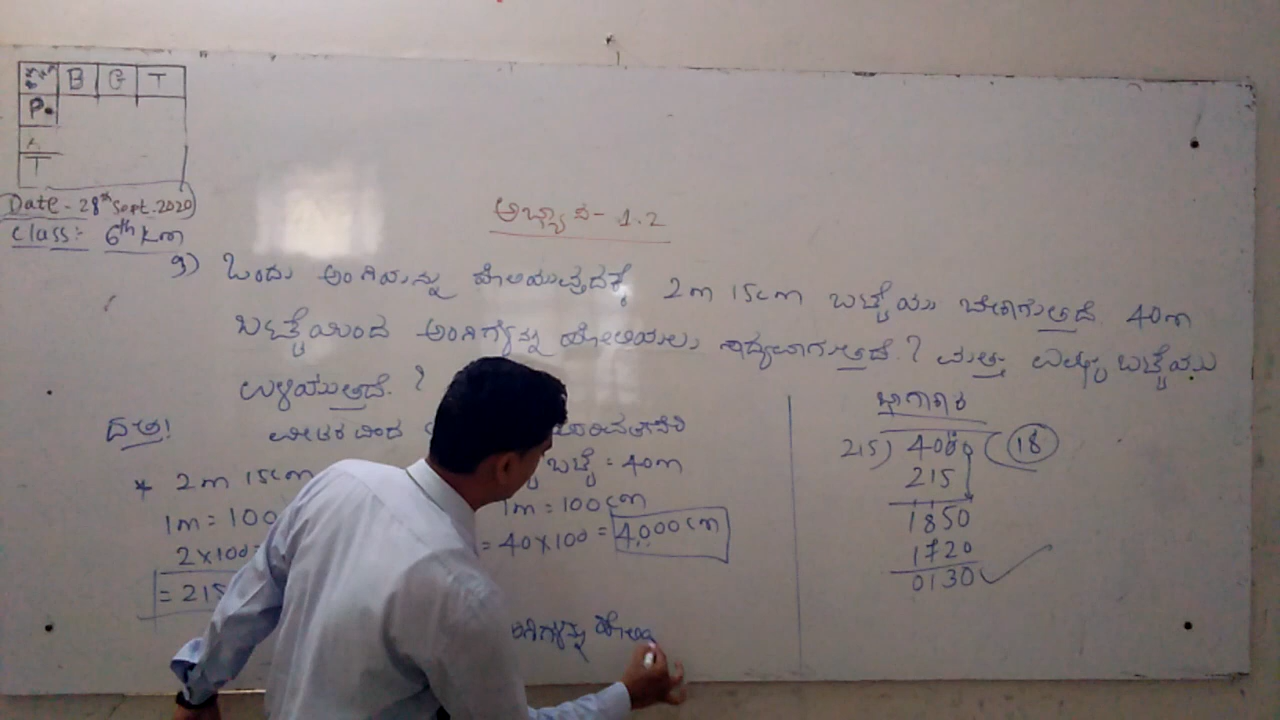 B G T
P.
A
T
Date - 28th Sept. 2020
Class:- 6th Km
ಅಭ್ಯಾಸ - 1.2
9) ಒಂದು ಅಂಗಿಯನ್ನು ಹೊಲಿಯುವುದಕ್ಕೆ 2m 15cm ಬಟ್ಟೆಯು ಬೇಕಾಗುತ್ತದೆ. 40m
ಬಟ್ಟೆಯಿಂದ ಅಂಗಿಗಳನ್ನು ಹೊಲಿಯಲು ಸಾಧ್ಯವಾಗುತ್ತದೆ.? ಮತ್ತು ಎಷ್ಟು ಬಟ್ಟೆಯು
ಉಳಿಯುತ್ತದೆ.?
ದತ್ತ!
* 2m 15cm
1m = 100
2×100=
= 215
ಬಟ್ಟೆ = 40m
1m = 100cm
= 40×100 = 4,000cm
ಅಂಗಿಗಳನ್ನು ಹೊಲಿಯ
ಭಾಗಾಕಾರ
215) 4000 (18
215
1850
1720
0130